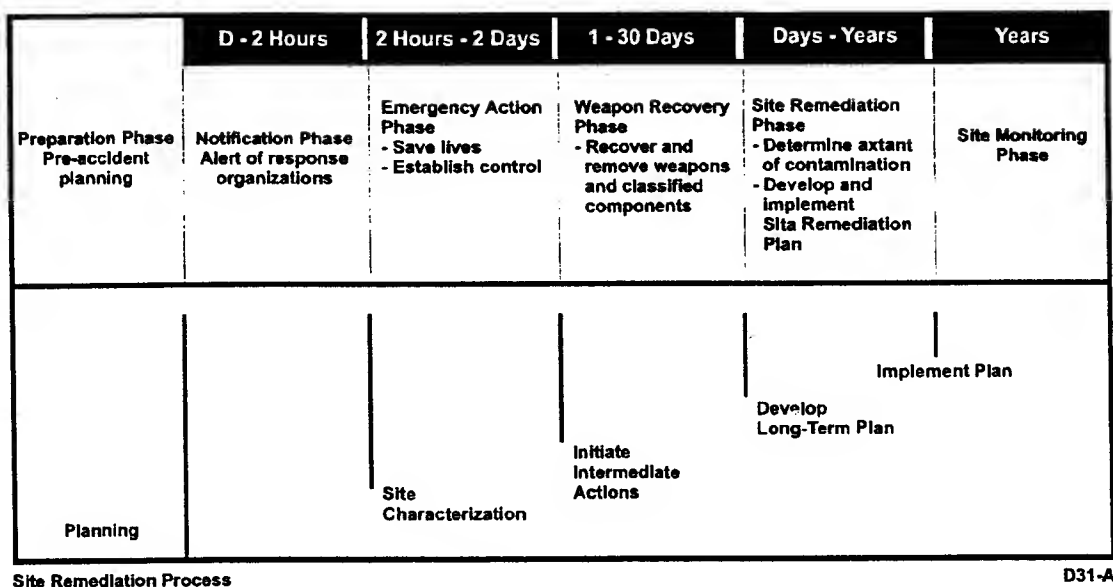 D - 2 Hours
2 Hours - 2 Days
1 - 30 Days
Days - Years
Years
Preparation Phase
Pre-accident
planning
Notification Phase
Alert of response
organizations
Emergency Action
Phase
- Save lives
- Establish control
Weapon Recovery
Phase
- Recover and
remove weapons
and classified
components
Site Remediation
Phase
- Determine axtant
of contamination
- Develop and
implement
Sita Remediation
Plan
Site Monitoring
Phase
Planning
Site
Characterization
Initiate
Intermediate
Actions
Develop
Long-Term Plan
Implement Plan
Site Remediation Process
D31-A